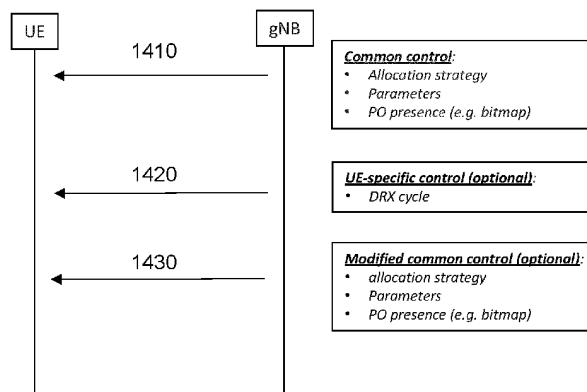 UE
gNB
1410
Common control:
• Allocation strategy
• Parameters
• PO presence (e.g. bitmap)
1420
UE-specific control (optional):
• DRX cycle
1430
Modified common control (optional):
• allocation strategy
• Parameters
• PO presence (e.g. bitmap)